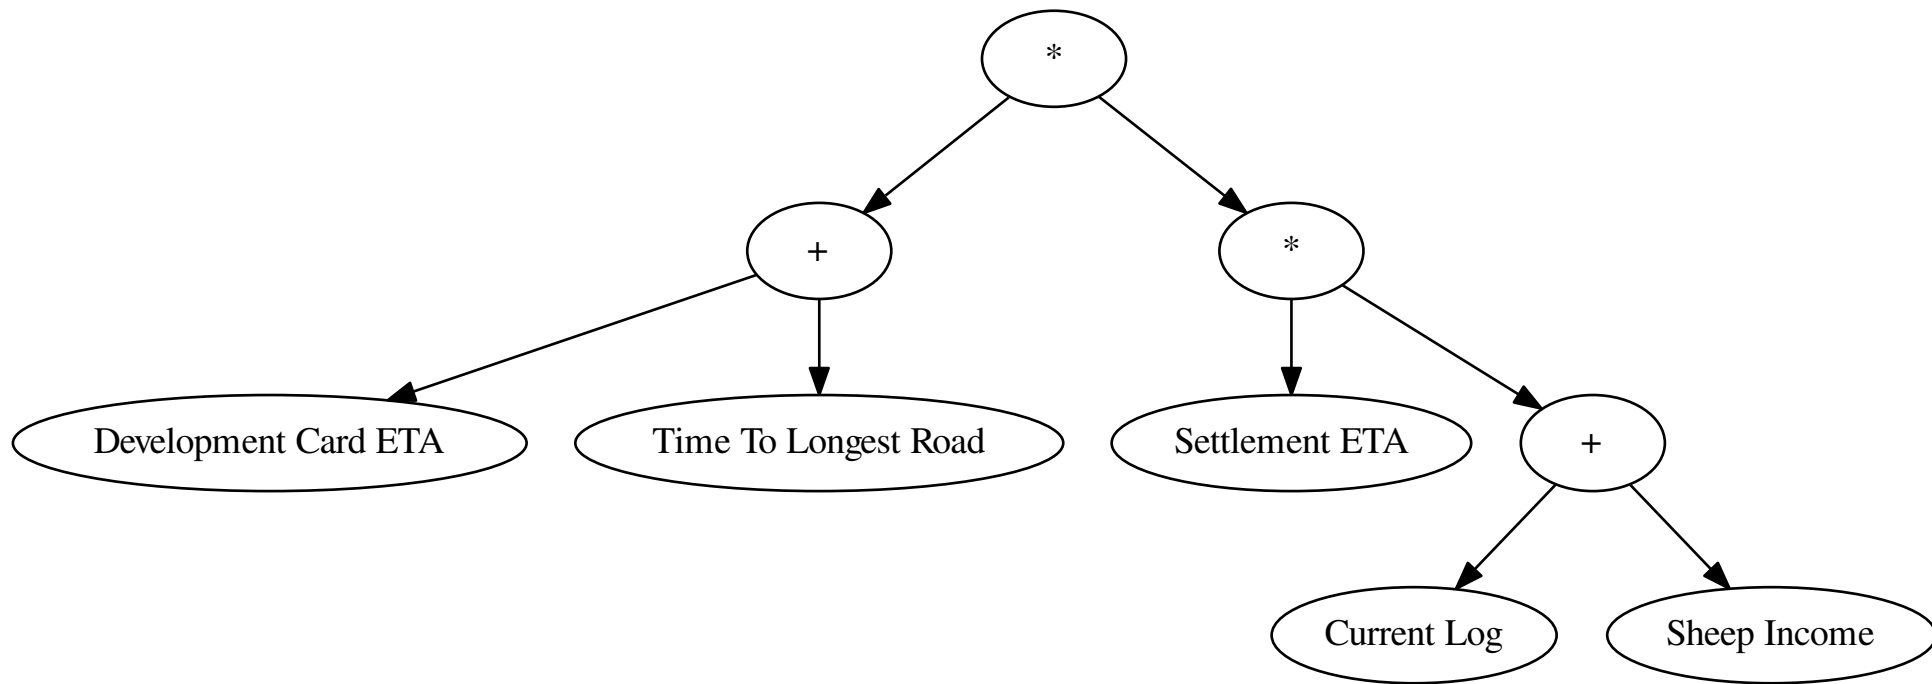 *
+
*
Development Card ETA
Time To Longest Road
Settlement ETA
+
Current Log
Sheep Income